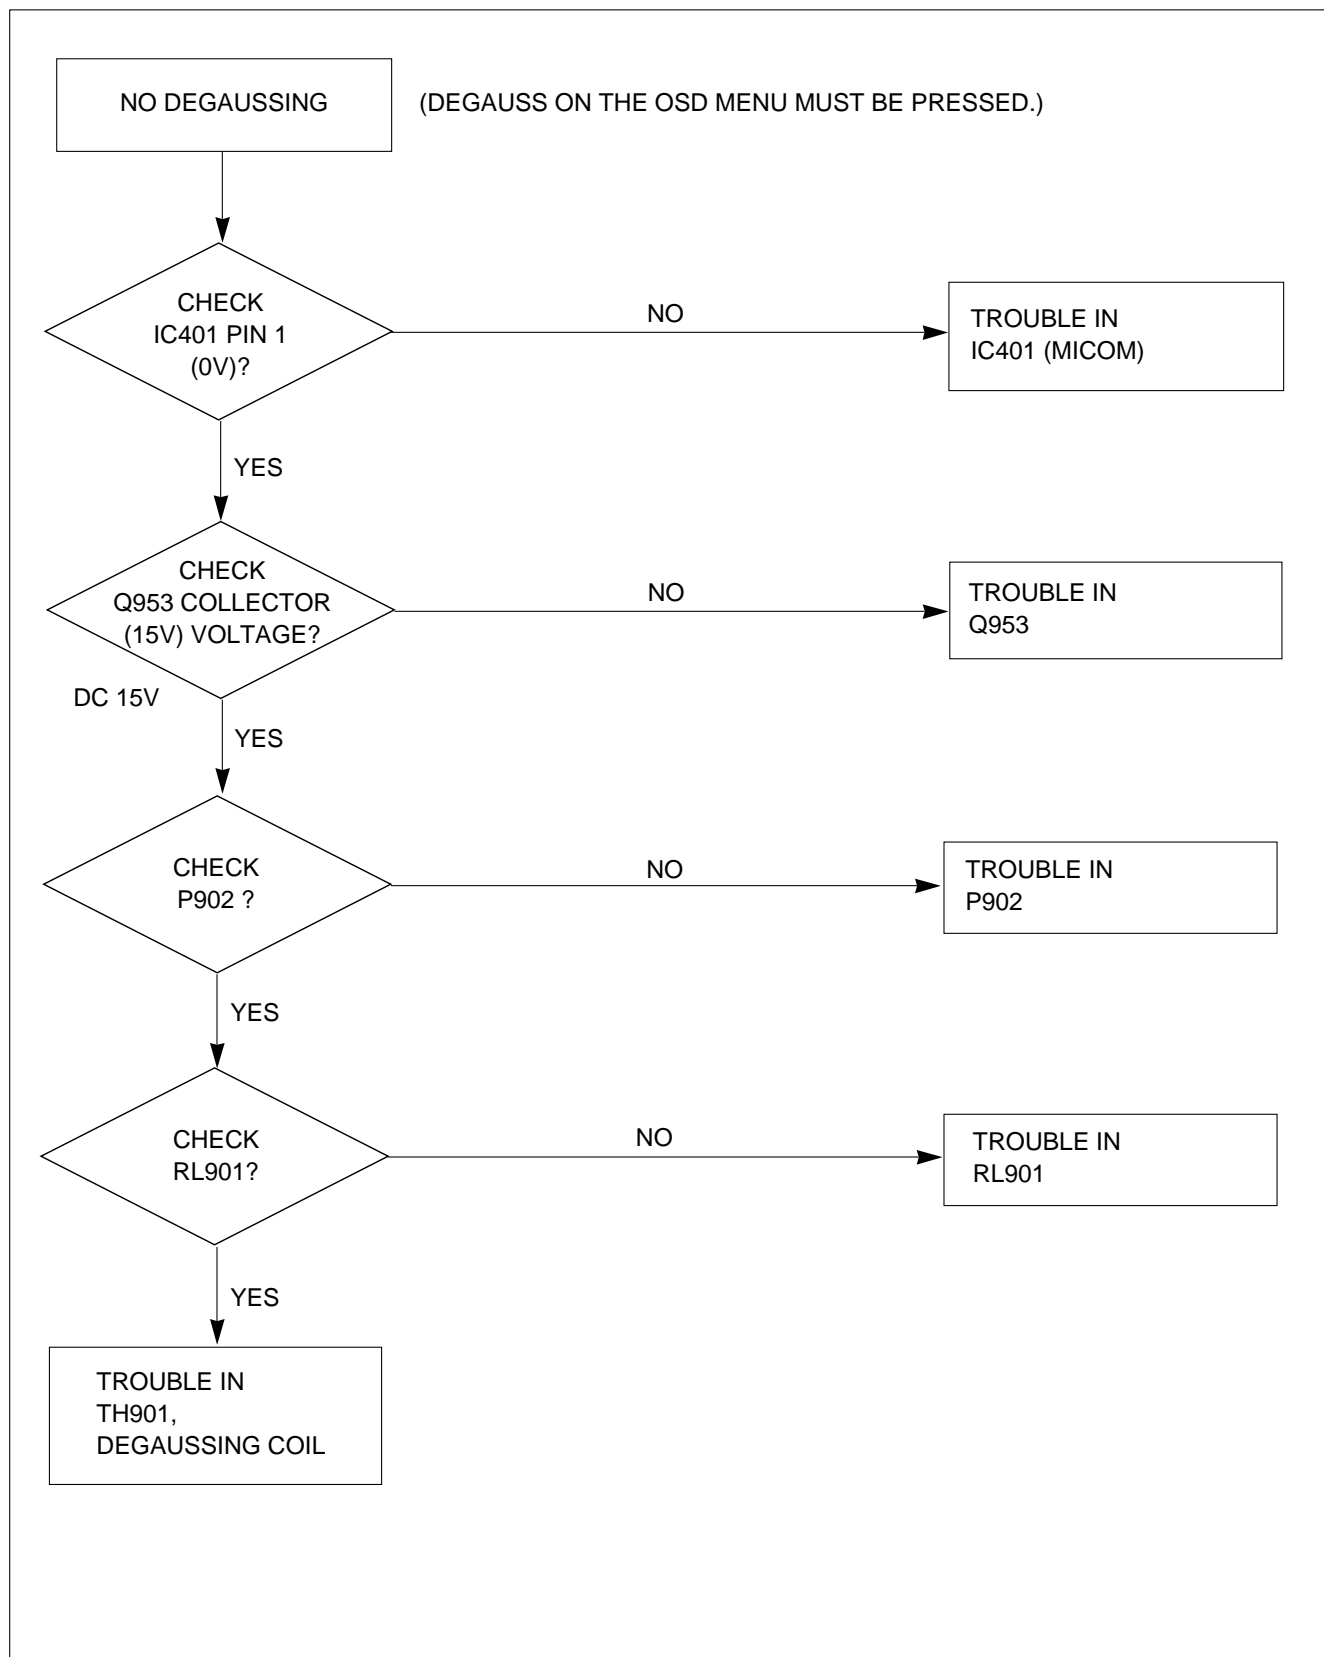 NO DEGAUSSING
(DEGAUSS ON THE OSD MENU MUST BE PRESSED.)
CHECK
IC401 PIN 1
(0V)?
NO
TROUBLE IN
IC401 (MICOM)
YES
CHECK
Q953 COLLECTOR
(15V) VOLTAGE?
NO
TROUBLE IN
Q953
DC 15V
YES
CHECK
P902 ?
NO
TROUBLE IN
P902
YES
CHECK
RL901?
NO
TROUBLE IN
RL901
YES
TROUBLE IN
TH901,
DEGAUSSING COIL